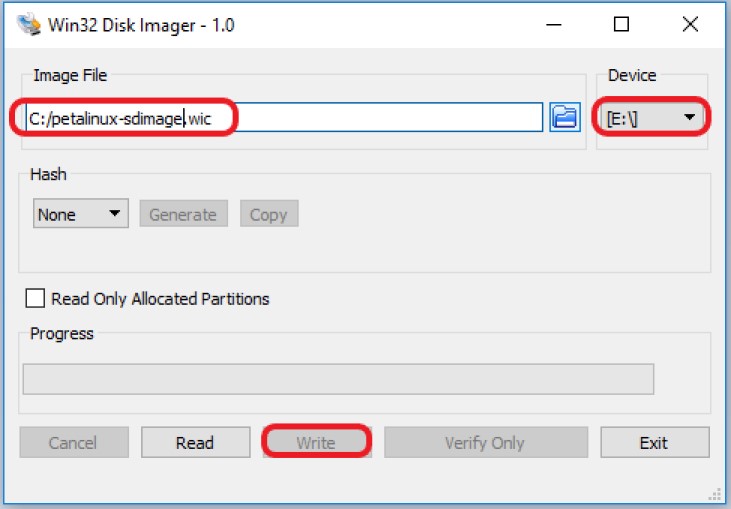 Win32 Disk Imager - 1.0
Image File
Device
C:/petalinux-sdimage.wic
[E:\]
Hash
None
Generate
Copy
Read Only Allocated Partitions
Progress
Cancel
Read
Write
Verify Only
Exit